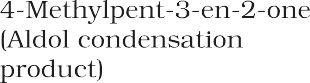 4-Methylpent-3-en-2-one
(Aldol condensation
product)